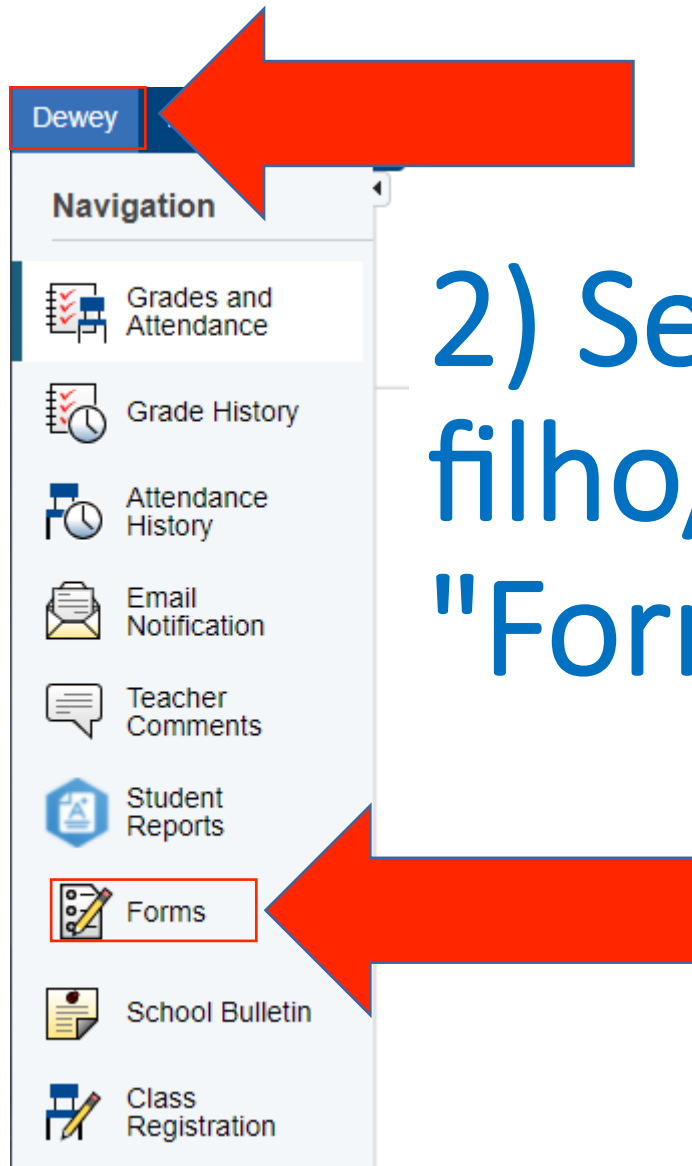 Dewey
Navigation
Grades and
Attendance
Grade History
Attendance
History
Email
Notification
Teacher
Comments
Student
Reports
Forms
School Bulletin
Class
Registration
2) Se
filho/
"For